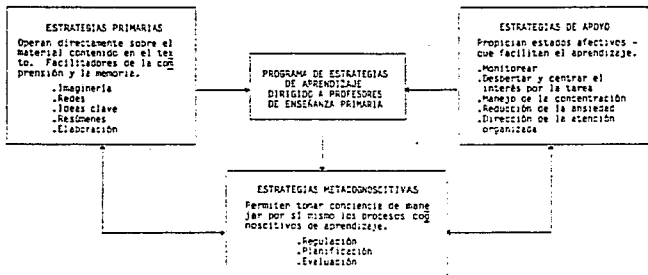 ESTRATEGIAS PRIMARIAS
Operan directamente sobre el
material contenido en el tex
to. Facilitadores de la com
prensión y la memoria.
.Imaginería
.Redes
.Ideas clave
.Resúmenes
.Elaboración
PROGRAMA DE ESTRATEGIAS
DE APRENDIZAJE
DIRIGIDO A PROFESORES
DE ENSEÑANZA PRIMARIA
ESTRATEGIAS DE APOYO
Propician estados afectivos -
que facilitan el aprendizaje.
.Monitorear
.Despertar y centrar el
interés por la tarea
.Manejo de la concentración
.Reducción de la ansiedad
.Dirección de la atención
organizada
ESTRATEGIAS METACOGNOSCITIVAS
Permiten tomar conciencia de mane
jar por sí mismo los procesos cog
noscitivos de aprendizaje.
.Regulación
.Planificación
.Evaluación